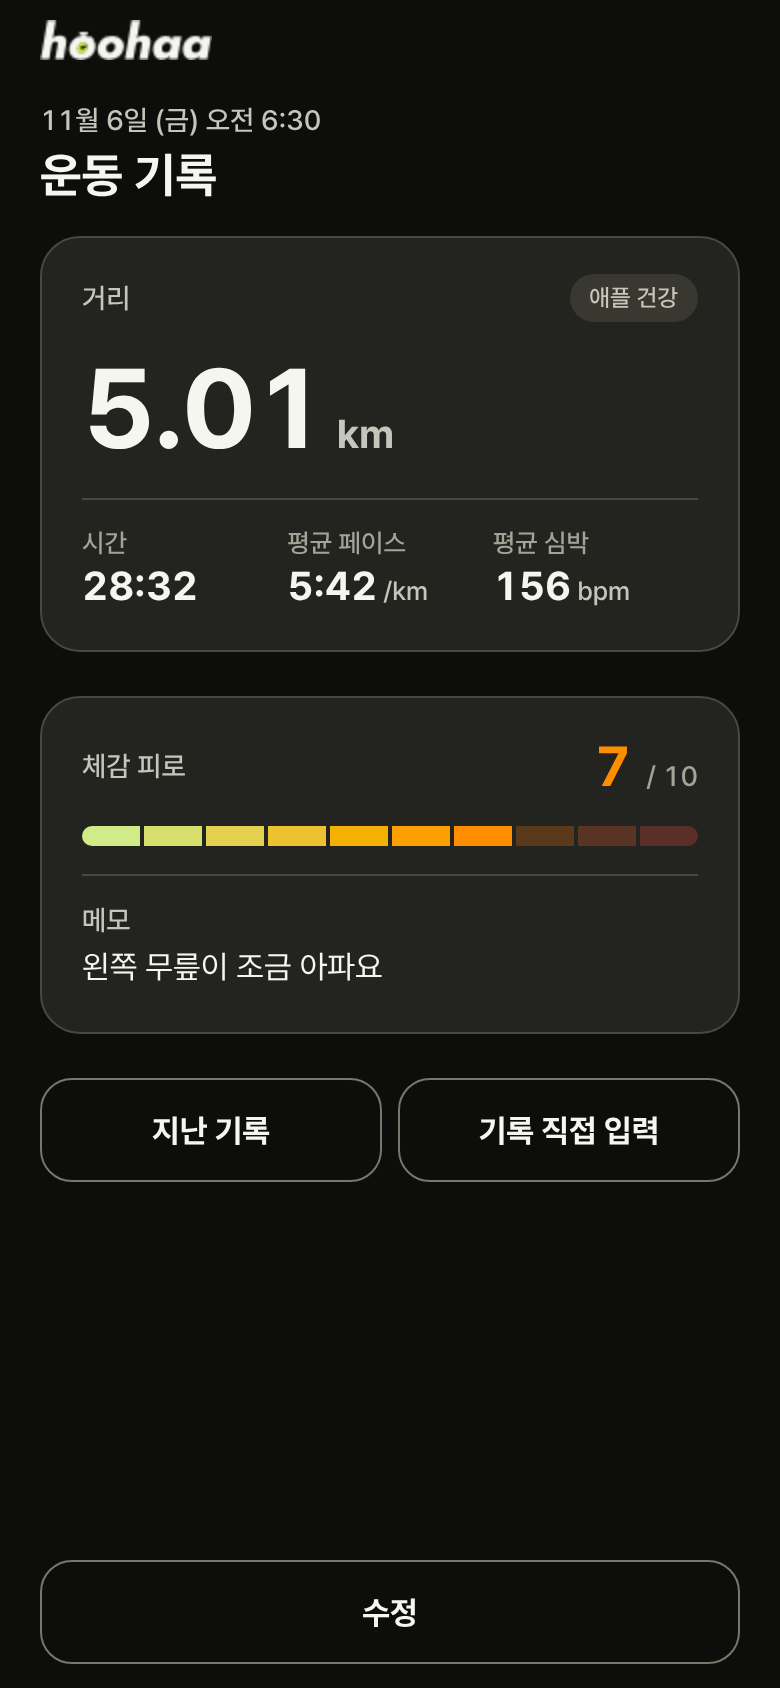 hoohaa
11월 6일 (금) 오전 6:30
운동 기록
거리
애플 건강
5.01 km
시간 평균 페이스 평균 심박
28:32 5:42 /km 156 bpm
체감 피로
7 / 10
메모
왼쪽 무릎이 조금 아파요
지난 기록
기록 직접 입력
수정